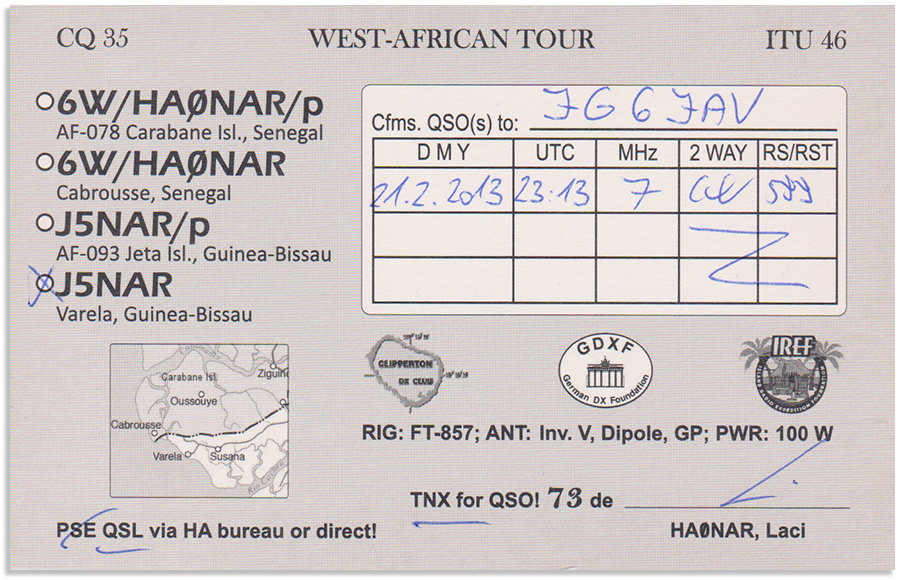 CQ 35
WEST-AFRICAN TOUR
ITU 46
6W/HAØNAR/p
AF-078 Carabane Isl., Senegal
6W/HAØNAR
Cabrousse, Senegal
J5NAR/p
AF-093 Jeta Isl., Guinea-Bissau
J5NAR
Varela, Guinea-Bissau
Cfms. QSO(s) to: JG6JAV
D M Y UTC MHz 2 WAY RS/RST
21.2.2013 23:13 7 CW 599
Carabane Isl.
Oussouye
Cabrousse
Varela
Susana
CLIPPERTON
DX CLUB
GDXF
German DX Foundation
IREF
RIG: FT-857; ANT: Inv. V, Dipole, GP; PWR: 100 W
TNX for QSO! 73 de
PSE QSL via HA bureau or direct!
HAØNAR, Laci